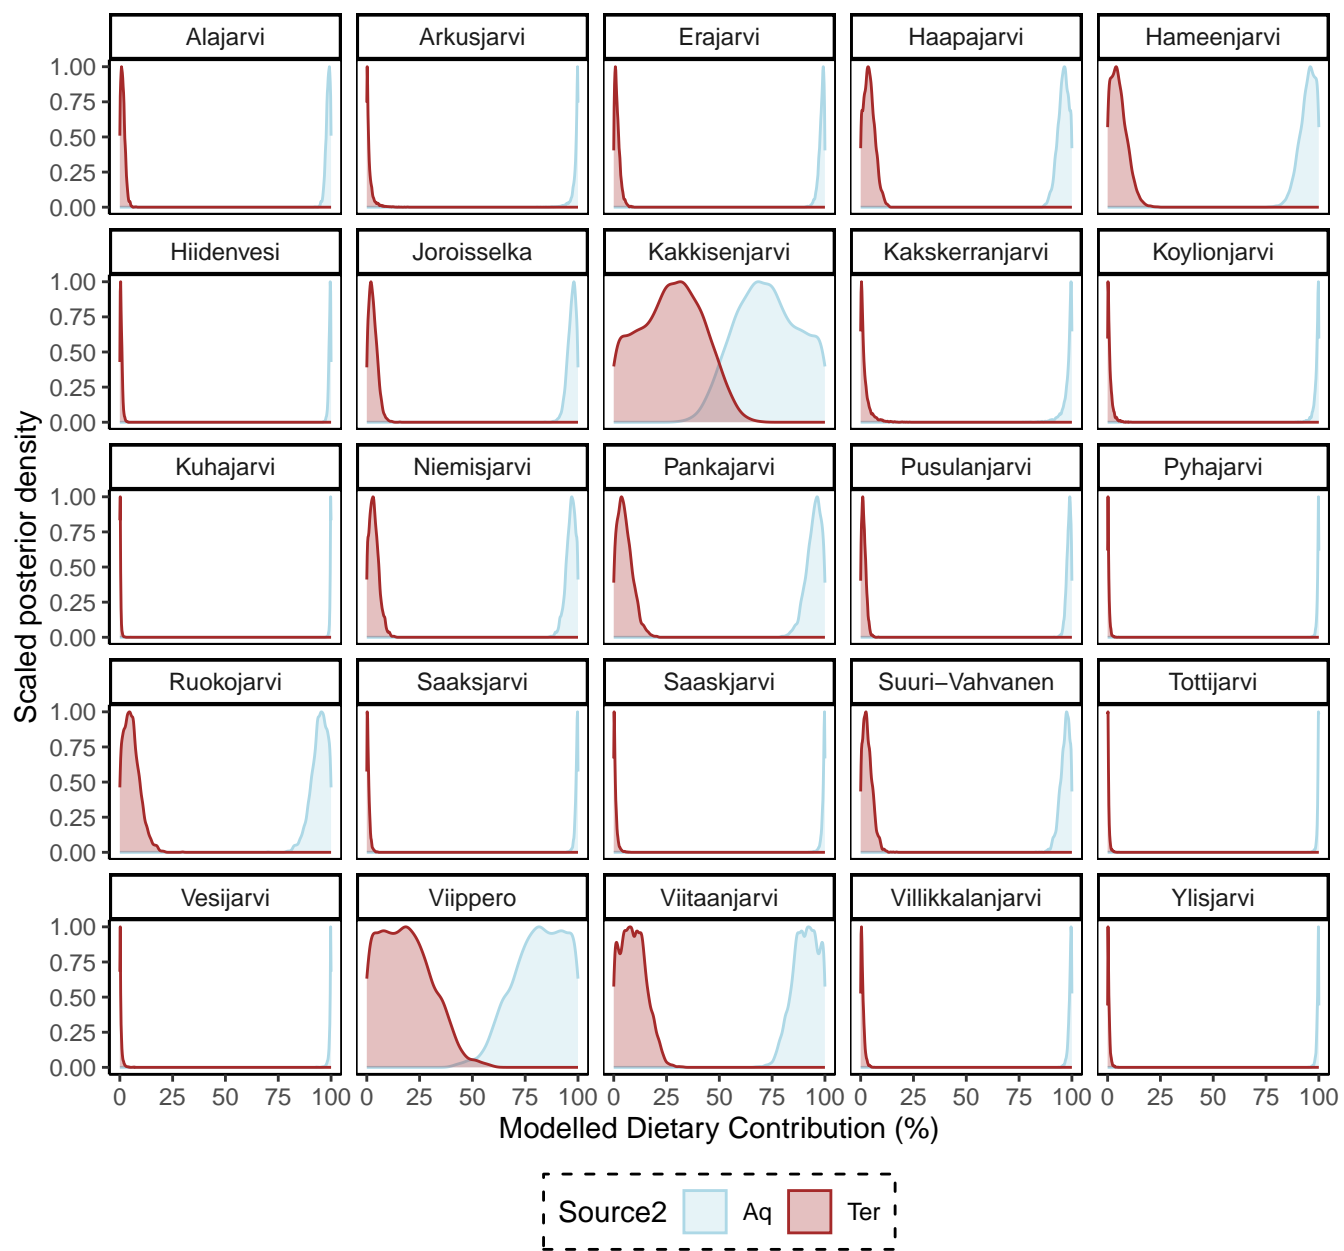 Alajarvi Arkusjarvi Erajarvi Haapajarvi Hameenjarvi
1.00
0.75
0.50
0.25
0.00
Hiidenvesi Joroisselka Kakkisenjarvi Kakskerranjarvi Koylionjarvi
1.00
0.75
0.50
0.25
0.00
Kuhajarvi Niemisjarvi Pankajarvi Pusulanjarvi Pyhajarvi
1.00
0.75
0.50
0.25
0.00
Ruokojarvi Saaksjarvi Saaskjarvi Suuri−Vahvanen Tottijarvi
1.00
0.75
0.50
0.25
0.00
Vesijarvi Viippero Viitaanjarvi Villikkalanjarvi Ylisjarvi
1.00
0.75
0.50
0.25
0.00
0 25 50 75 100 0 25 50 75 100 0 25 50 75 100 0 25 50 75 100 0 25 50 75 100
Scaled posterior density
Modelled Dietary Contribution (%)
Source2 Aq Ter